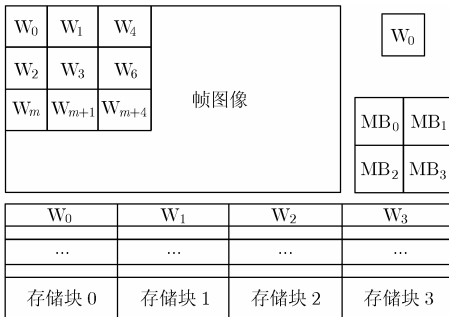 W₀ W₁ W₄
W₂ W₃ W₆
Wₘ Wₘ₊₁ Wₘ₊₄
帧图像
W₀
MB₀ MB₁
MB₂ MB₃
W₀ W₁ W₂ W₃
... ... ... ...
存储块 0 存储块 1 存储块 2 存储块 3